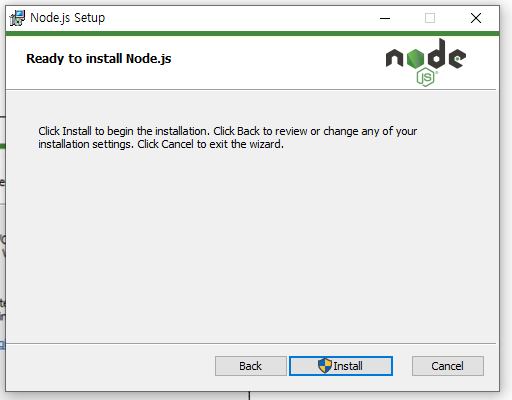 Node.js Setup
Ready to install Node.js
node
JS
Click Install to begin the installation. Click Back to review or change any of your
installation settings. Click Cancel to exit the wizard.
Back
Install
Cancel